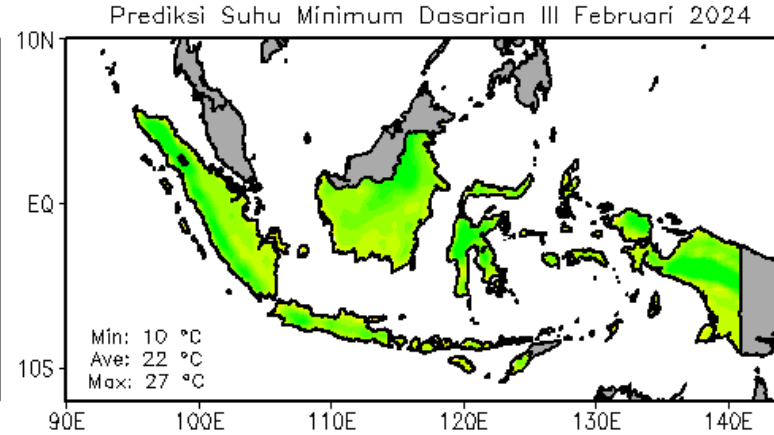 Prediksi Suhu Minimum Dasarian III Februari 2024
10N
EQ
10S
Min: 10 °C
Ave: 22 °C
Max: 27 °C
90E 100E 110E 120E 130E 140E